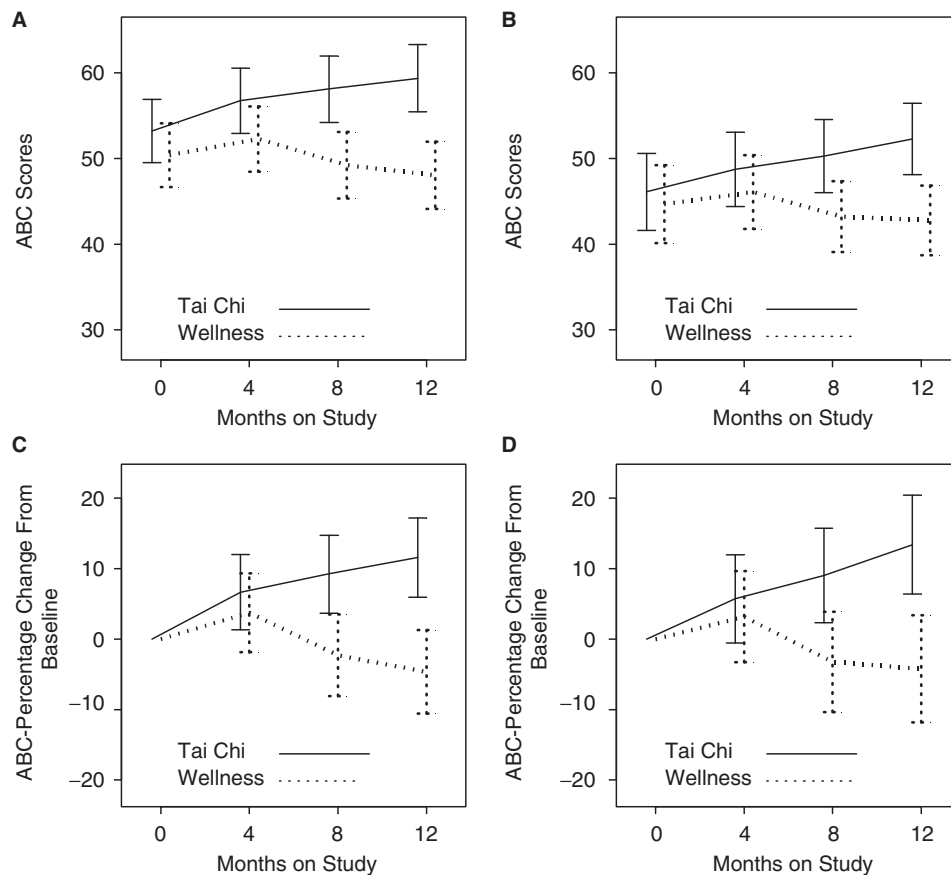 A
ABC Scores
60
50
40
30
Tai Chi
Wellness
0 4 8 12
Months on Study
B
ABC Scores
60
50
40
30
Tai Chi
Wellness
0 4 8 12
Months on Study
C
ABC-Percentage Change From
Baseline
20
10
0
−10
−20
Tai Chi
Wellness
0 4 8 12
Months on Study
D
ABC-Percentage Change From
Baseline
20
10
0
−10
−20
Tai Chi
Wellness
0 4 8 12
Months on Study